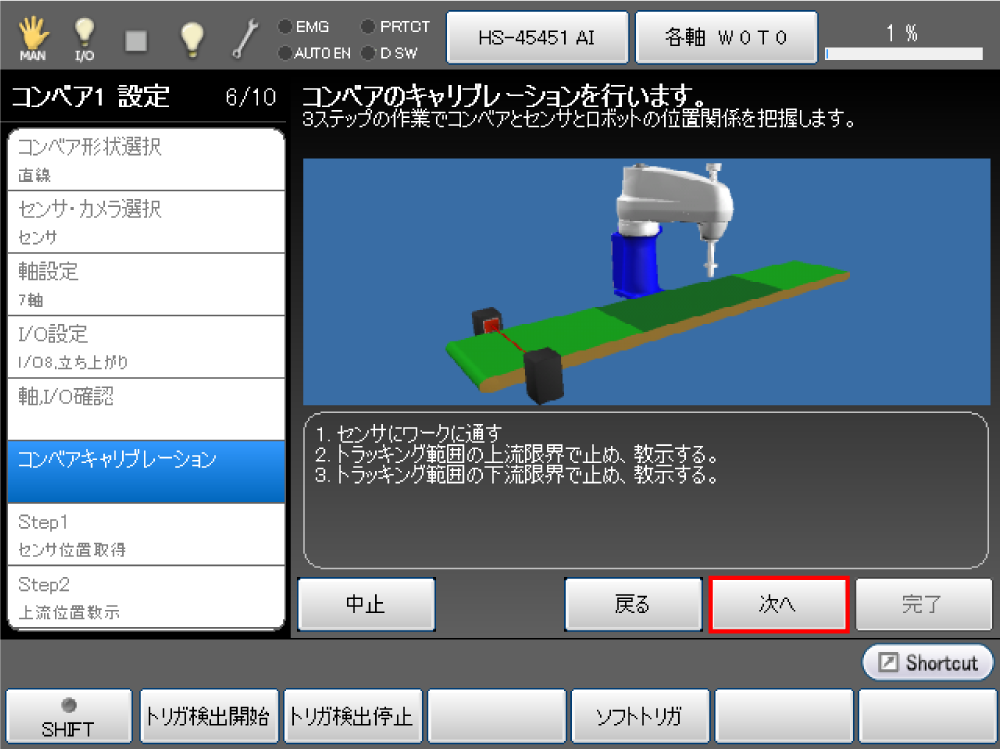 MAN
I/O
EMG
PRTCT
AUTO EN
D SW
HS-45451 AI
各軸 W0T0
1 %
コンベア1 設定 6/10
コンベア形状選択
直線
センサ・カメラ選択
センサ
軸設定
7軸
I/O設定
I/O8,立ち上がり
軸,I/O確認
コンベアキャリブレーション
Step1
センサ位置取得
Step2
上流位置教示
コンベアのキャリブレーションを行います。
3ステップの作業でコンベアとセンサとロボットの位置関係を把握します。
1. センサにワークに通す
2. トラッキング範囲の上流限界で止め、教示する。
3. トラッキング範囲の下流限界で止め、教示する。
中止
戻る
次へ
完了
Shortcut
SHIFT
トリガ検出開始
トリガ検出停止
ソフトトリガ